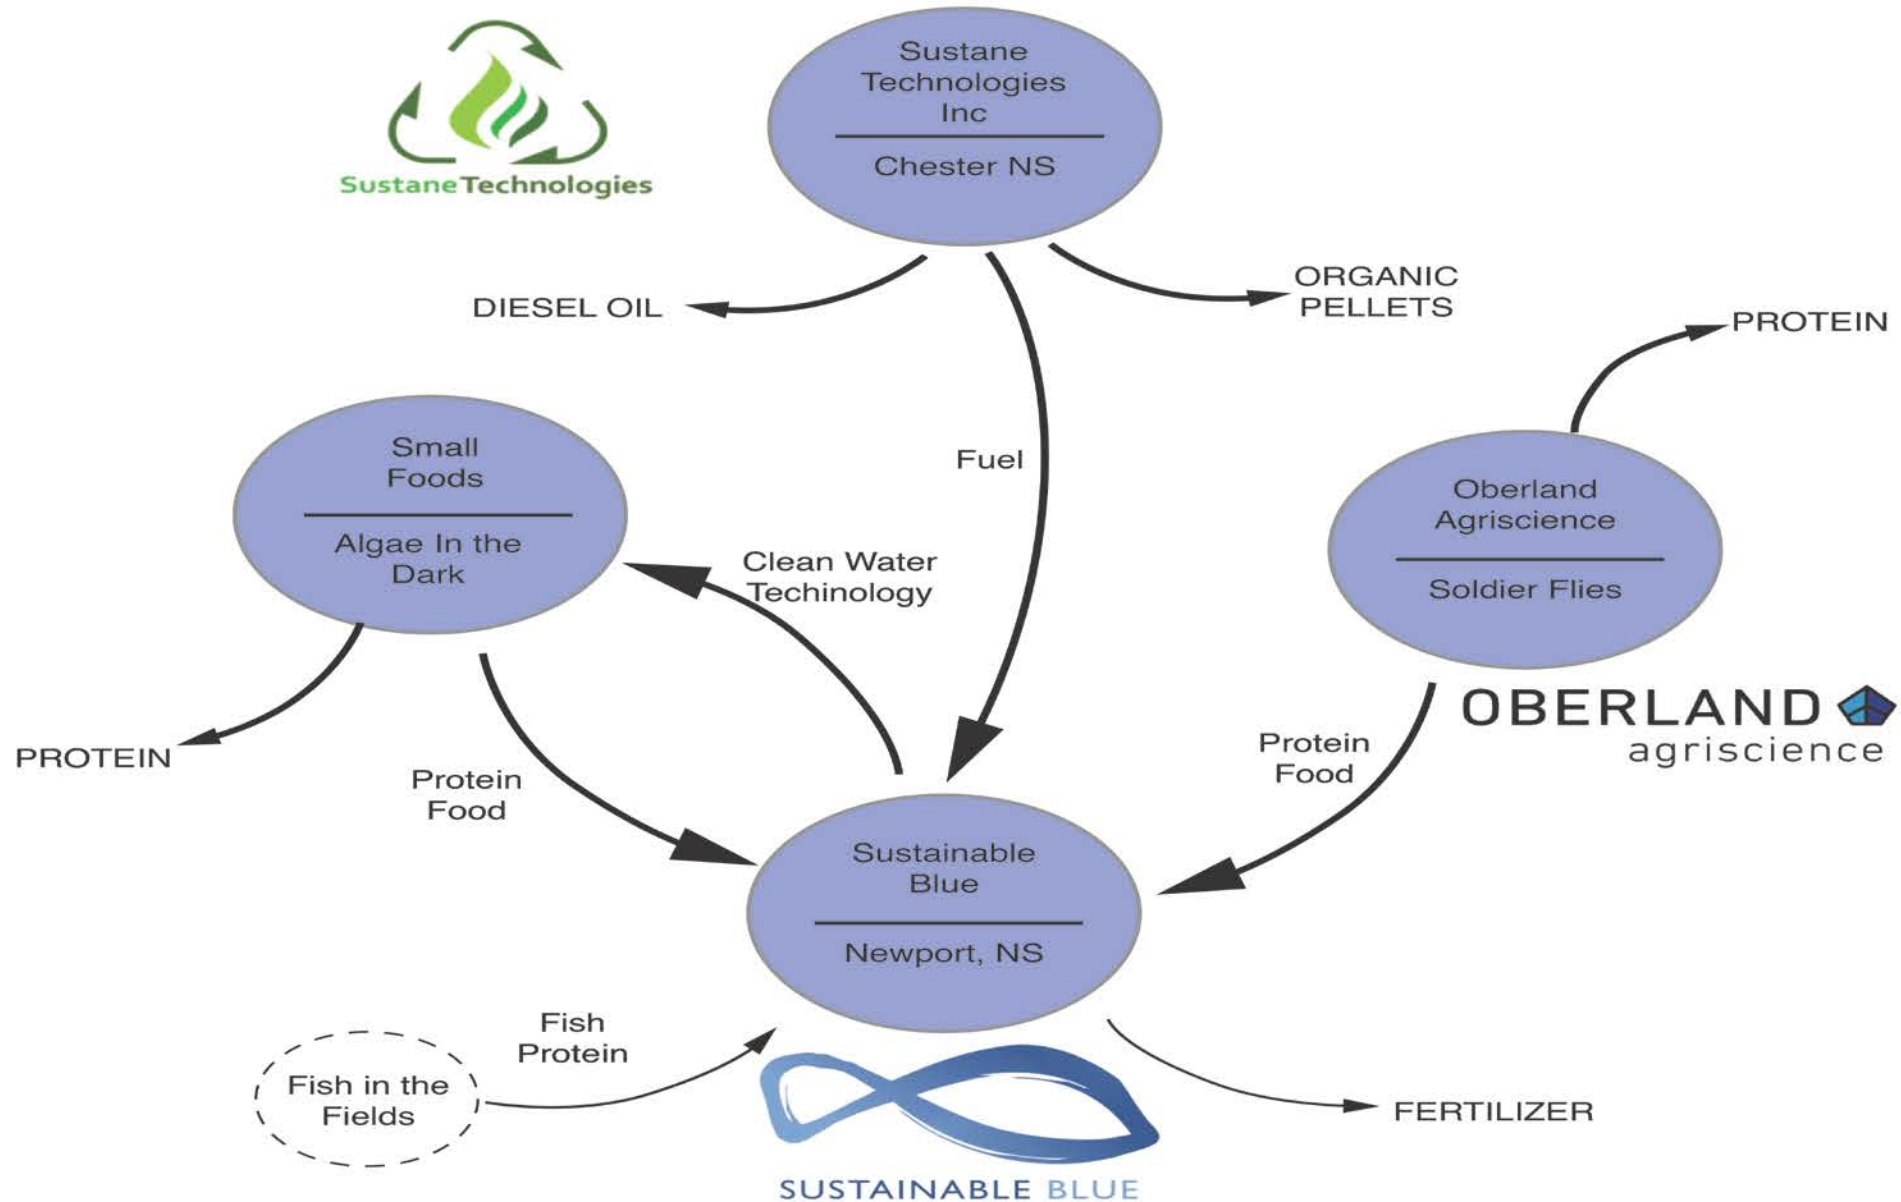 Sustane
Technologies
Inc
Chester NS
SustaneTechnologies
DIESEL OIL
ORGANIC
PELLETS
PROTEIN
Fuel
Small
Foods
Algae In the
Dark
Oberland
Agriscience
Soldier Flies
Clean Water
Techinology
OBERLAND
agriscience
PROTEIN
Protein
Food
Protein
Food
Sustainable
Blue
Newport, NS
Fish
Protein
Fish in the
Fields
FERTILIZER
SUSTAINABLE BLUE